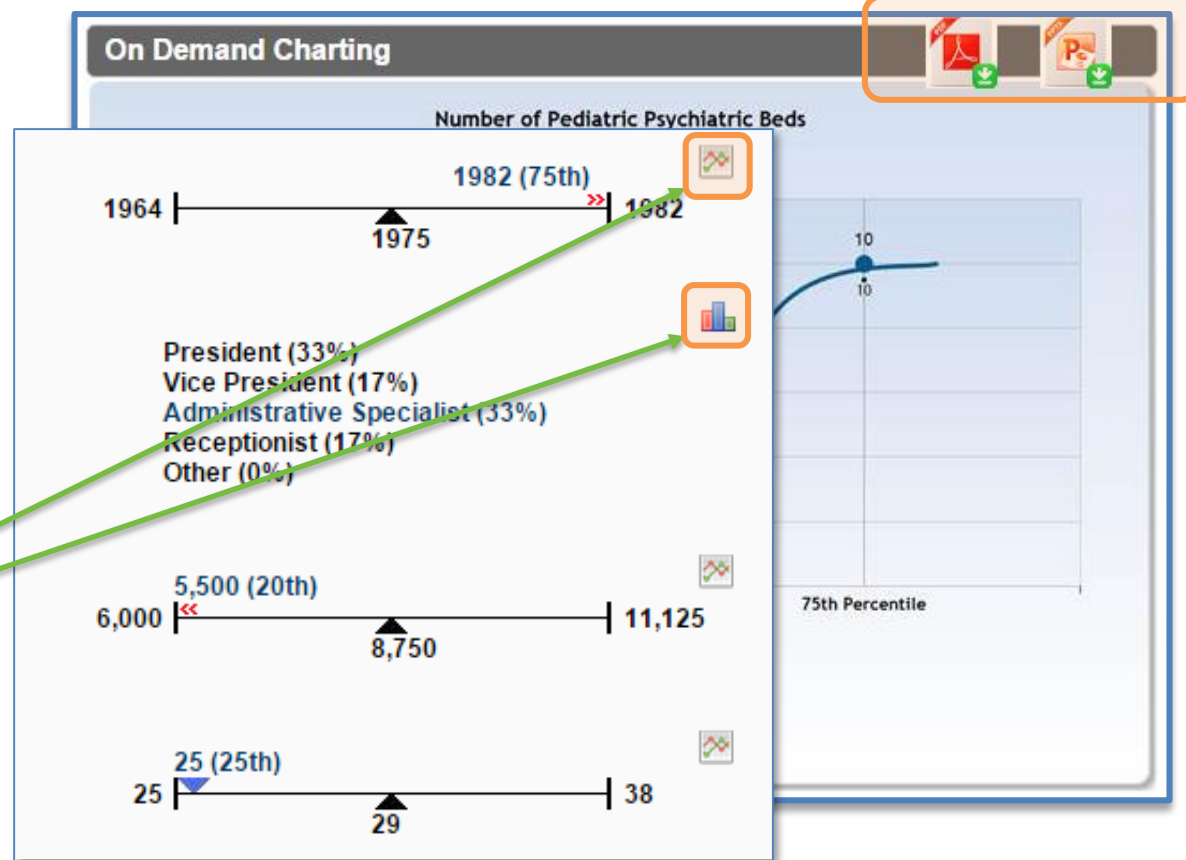 On Demand Charting
PDF
PPTX
Number of Pediatric Psychiatric Beds
1982 (75th)
1964
1982
1975
President (33%)
Vice President (17%)
Administrative Specialist (33%)
Receptionist (17%)
Other (0%)
5,500 (20th)
6,000
11,125
8,750
25 (25th)
25
38
29
10
10
75th Percentile